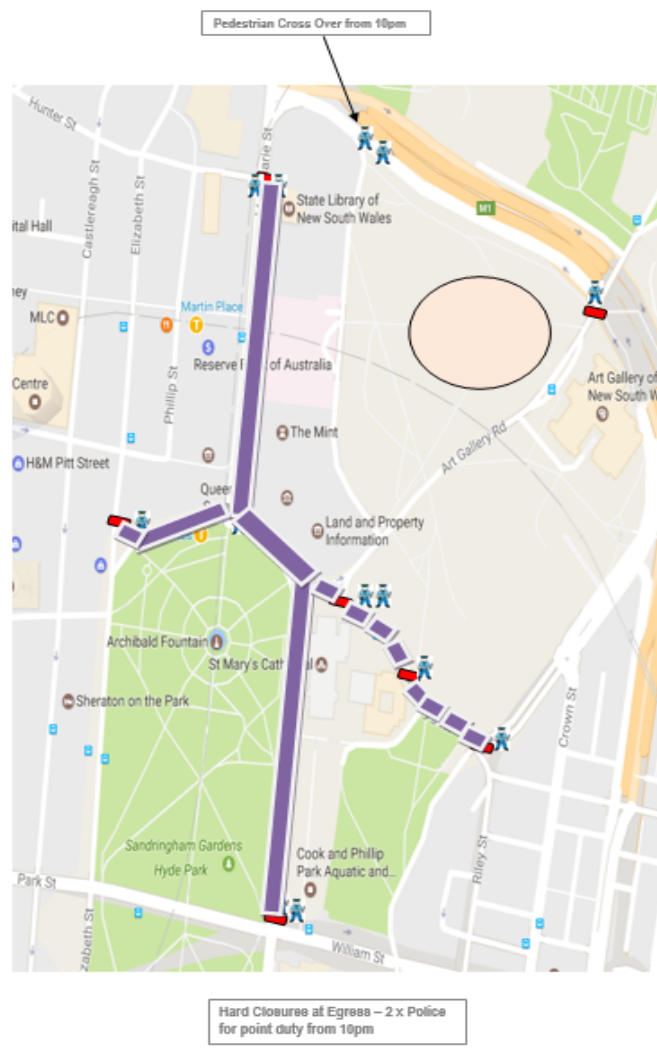 Pedestrian Cross Over from 10pm
Hunter St
arie St
Castlereagh St
Elizabeth St
State Library of
New South Wales
ital Hall
M1
ney
Martin Place
MLC
Reserve
of Australia
Phillip St
Centre
Art Gallery of
New South W
The Mint
Art Gallery Rd
H&M Pitt Street
Quee
Land and Property
Information
Archibald Fountain
St Mary's Cath
al
Sheraton on the Park
Crown St
Sandringham Gardens
Hyde Park
Cook and Phillip
Park Aquatic and...
Riley St
Park St
zabeth St
William St
Hard Closures at Egress – 2 x Police
for point duty from 10pm